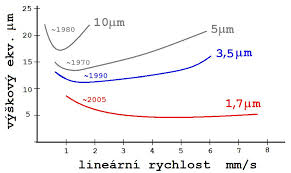 výškový ekv. μm
25
20
15
10
5
~1980
10μm
5μm
~1970
3,5μm
~1990
~2005
1,7μm
1 2 3 4 5 6 7 8
lineární rychlost mm/s